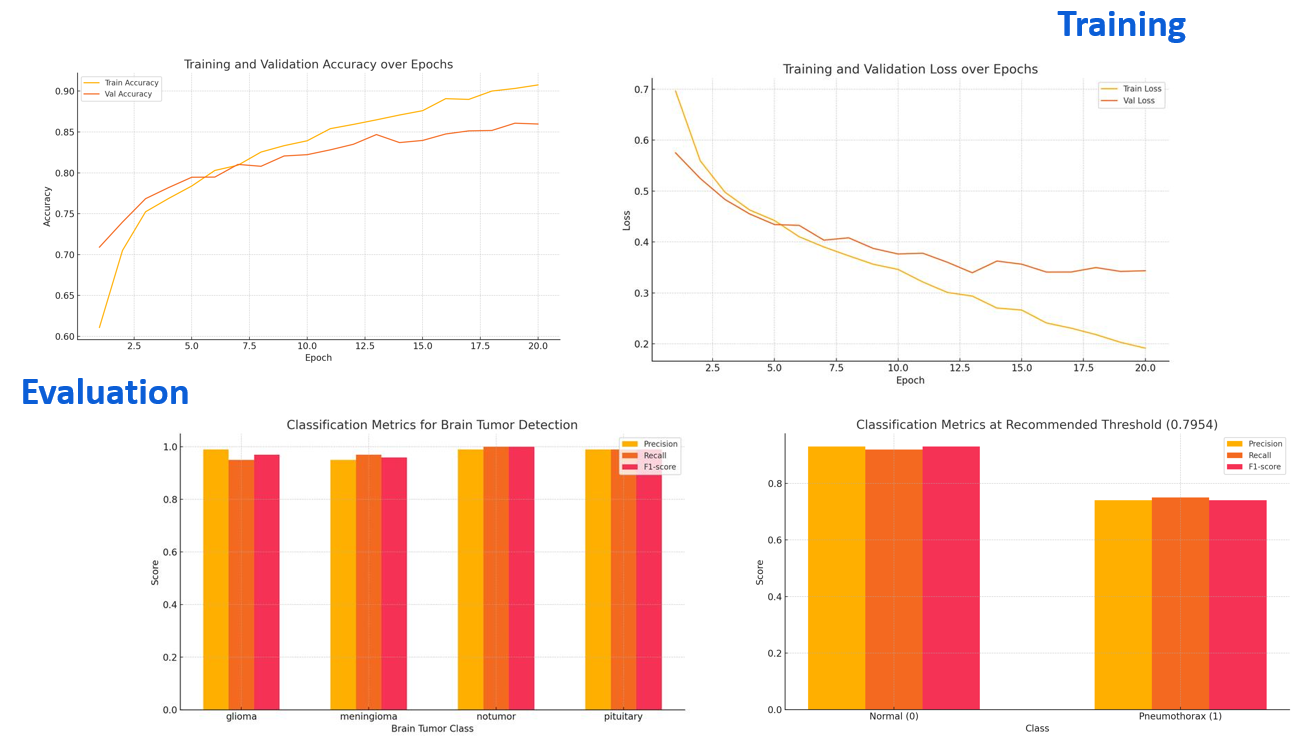 Training
Training and Validation Accuracy over Epochs
Train Accuracy
Val Accuracy
0.90
0.85
0.80
0.75
0.70
0.65
0.60
Accuracy
2.5 5.0 7.5 10.0 12.5 15.0 17.5 20.0
Epoch
Training and Validation Loss over Epochs
Train Loss
Val Loss
0.7
0.6
0.5
0.4
0.3
0.2
Loss
2.5 5.0 7.5 10.0 12.5 15.0 17.5 20.0
Epoch
Evaluation
Classification Metrics for Brain Tumor Detection
Precision
Recall
F1-score
1.0
0.8
0.6
0.4
0.2
0.0
Score
glioma meningioma notumor pituitary
Brain Tumor Class
Classification Metrics at Recommended Threshold (0.7954)
Precision
Recall
F1-score
0.8
0.6
0.4
0.2
0.0
Score
Normal (0) Pneumothorax (1)
Class